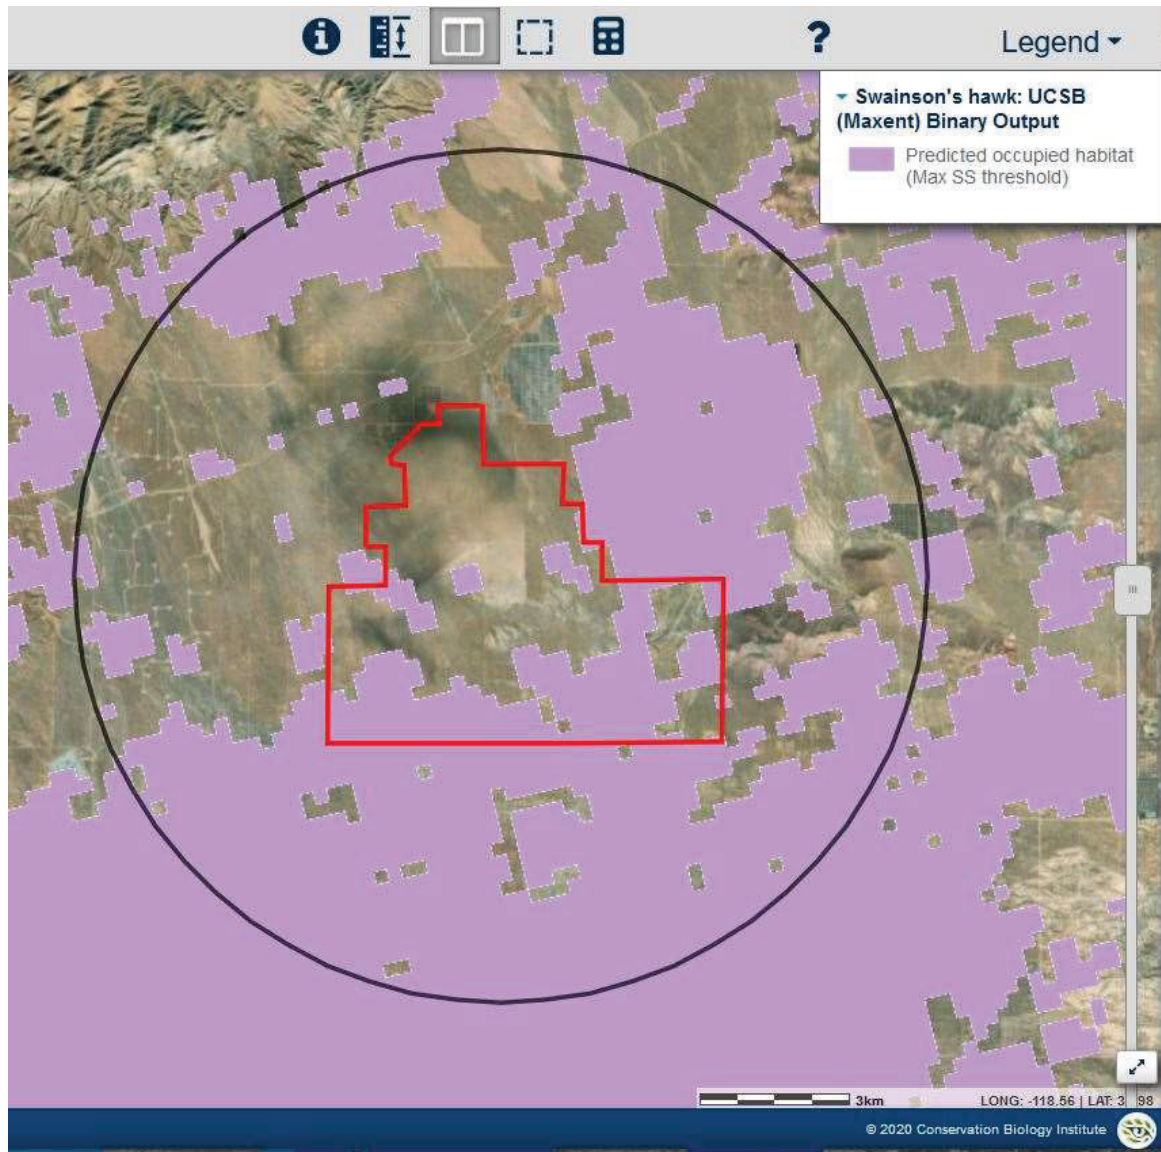 ?
Legend
Swainson's hawk: UCSB
(Maxent) Binary Output
Predicted occupied habitat
(Max SS threshold)
3km
LONG: -118.56 | LAT: 3 98
© 2020 Conservation Biology Institute